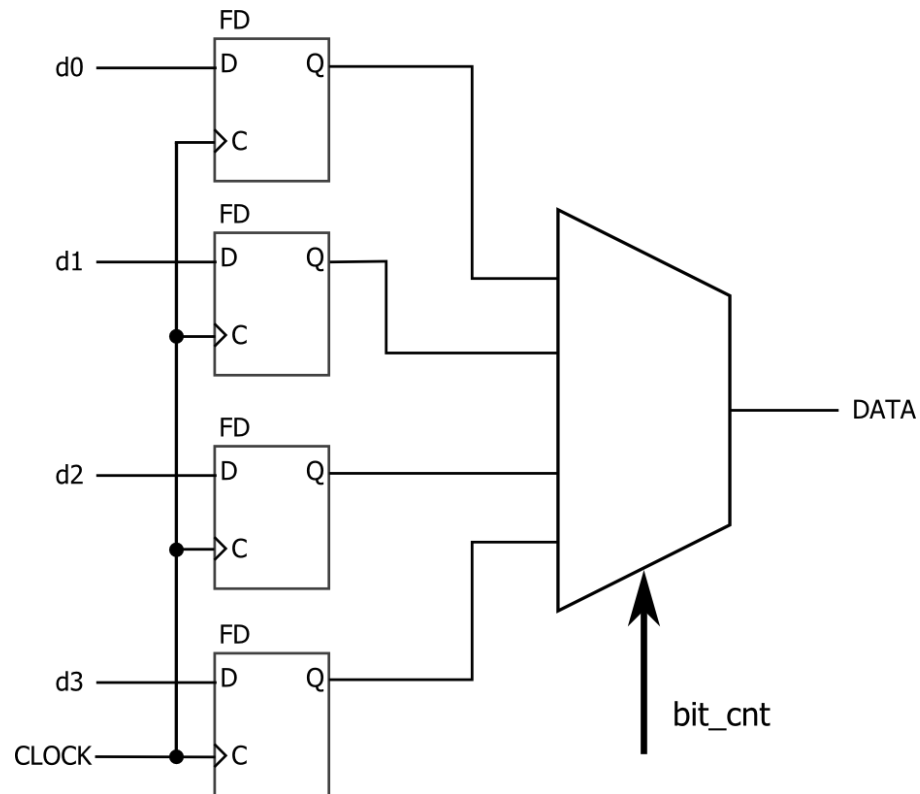 FD
d0 D Q
C
FD
d1 D Q
C
DATA
FD
d2 D Q
C
FD
d3 D Q
bit_cnt
CLOCK C